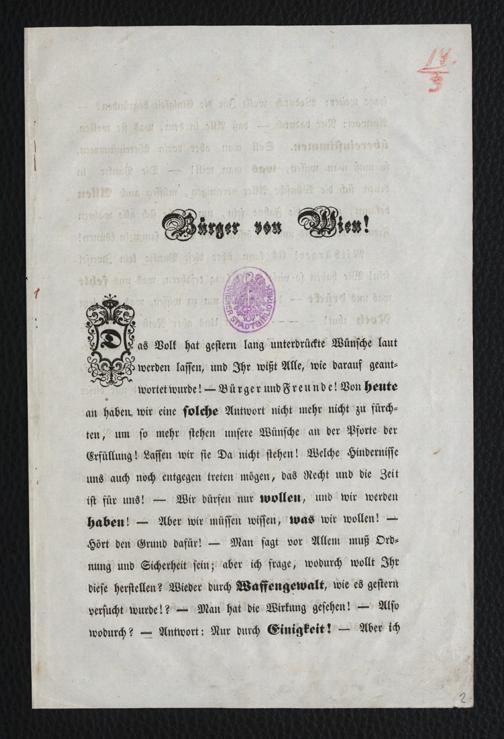 14.
3
Bürger von Wien!
WIENER STADTBIBLIOTHEK
Das Volk hat gestern lang unterdrückte Wünsche laut
werden lassen, und Ihr wißt Alle, wie darauf geant-
wortet wurde! — Bürger und Freunde! Von heute
an haben wir eine solche Antwort nicht mehr nicht zu fürch-
ten, um so mehr stehen unsere Wünsche an der Pforte der
Erfüllung! Lassen wir sie Da nicht stehen! Welche Hindernisse
uns auch noch entgegen treten mögen, das Recht und die Zeit
ist für uns! — Wir dürfen nur wollen, und wir werden
haben! — Aber wir müssen wissen, was wir wollen! —
Hört den Grund dafür! — Man sagt vor Allem muß Ord-
nung und Sicherheit sein; aber ich frage, wodurch wollt Ihr
diese herstellen? Wieder durch Waffengewalt, wie es gestern
versucht wurde!? — Man hat die Wirkung gesehen! — Also
wodurch? — Antwort: Nur durch Einigkeit! — Aber ich
2